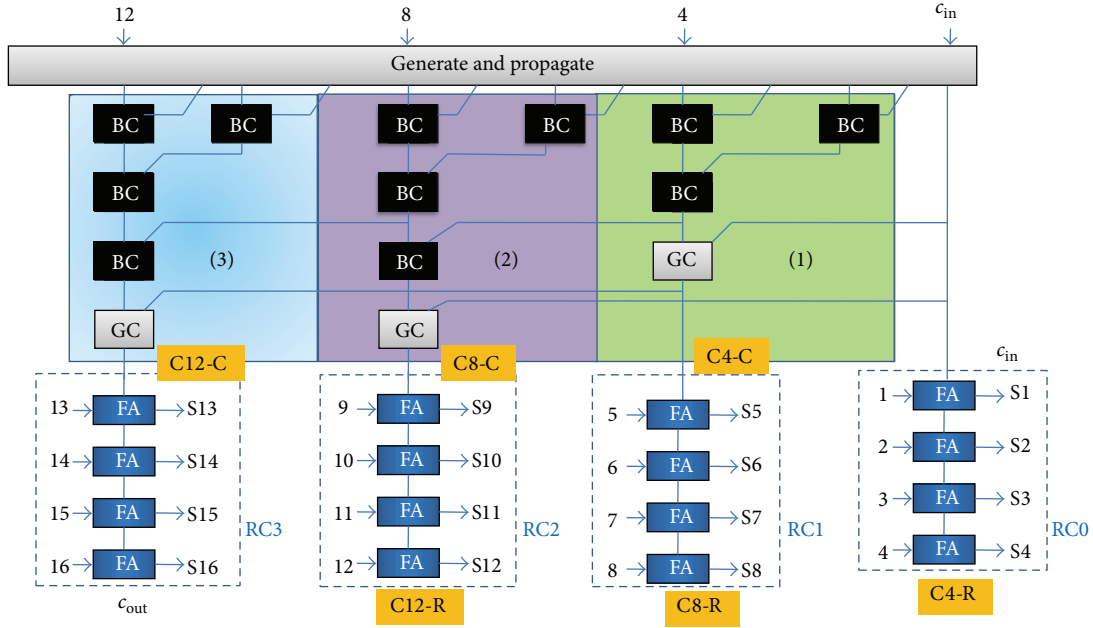 12 8 4 c_in
Generate and propagate
BC BC BC BC BC BC
BC BC BC
BC (3) BC (2) GC (1)
GC GC
C12-C C8-C C4-C c_in
13 FA S13 9 FA S9 5 FA S5 1 FA S1
14 FA S14 10 FA S10 6 FA S6 2 FA S2
15 FA S15 RC3 11 FA S11 RC2 7 FA S7 RC1 3 FA S3 RC0
16 FA S16 12 FA S12 8 FA S8 4 FA S4
c_out C12-R C8-R C4-R